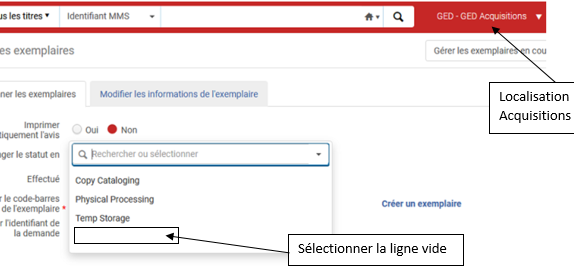 us les titres
Identifiant MMS
GED - GED Acquisitions
es exemplaires
Gérer les exemplaires en cou
ner les exemplaires
Modifier les informations de l'exemplaire
Localisation
Acquisitions
Imprimer
tiquement l'avis
Oui
Non
ger le statut en
Rechercher ou sélectionner
Effectué
Copy Cataloging
r le code-barres
de l'exemplaire *
Physical Processing
Créer un exemplaire
r l'identifiant de
la demande
Temp Storage
Sélectionner la ligne vide